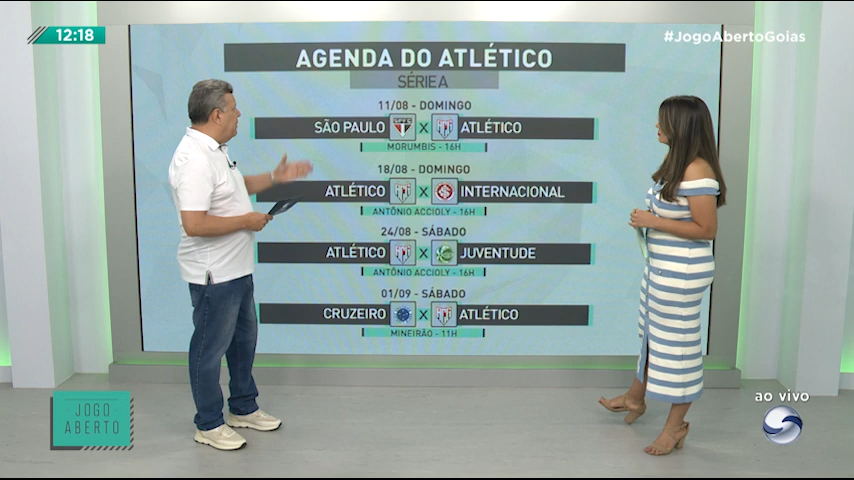 12:18
#JogoAbertoGoias
AGENDA DO ATLÉTICO
SÉRIE A
11/08 - DOMINGO
SÃO PAULO X ATLÉTICO
MORUMBIS - 16H
18/08 - DOMINGO
ATLÉTICO X INTERNACIONAL
ANTÔNIO ACCIOLY - 16H
24/08 - SÁBADO
ATLÉTICO X JUVENTUDE
ANTÔNIO ACCIOLY - 16H
01/09 - SÁBADO
CRUZEIRO X ATLÉTICO
MINEIRÃO - 11H
JOGO
ABERTO
ao vivo